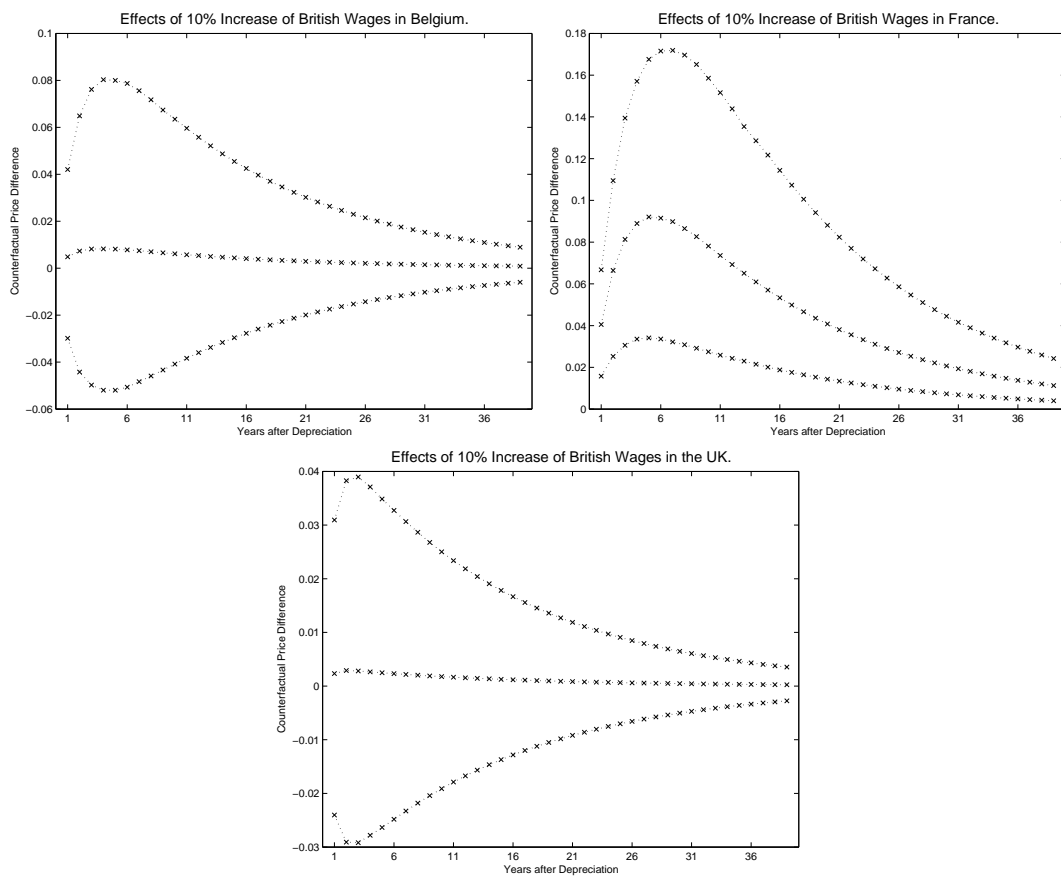 Effects of 10% Increase of British Wages in Belgium.
0.1
0.08
0.06
0.04
0.02
0
−0.02
−0.04
−0.06
Counterfactual Price Difference
1 6 11 16 21 26 31 36
Years after Depreciation
Effects of 10% Increase of British Wages in France.
0.18
0.16
0.14
0.12
0.1
0.08
0.06
0.04
0.02
0
Counterfactual Price Difference
1 6 11 16 21 26 31 36
Years after Depreciation
Effects of 10% Increase of British Wages in the UK.
0.04
0.03
0.02
0.01
0
−0.01
−0.02
−0.03
Counterfactual Price Difference
1 6 11 16 21 26 31 36
Years after Depreciation